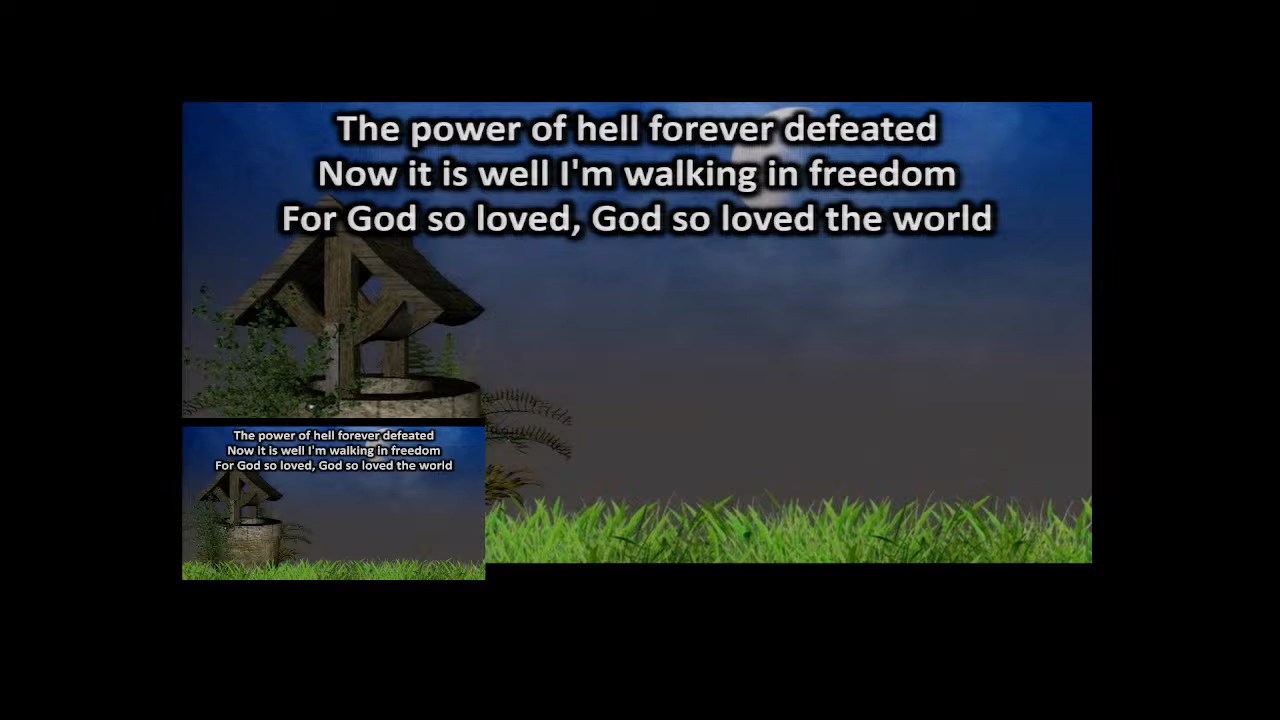 The power of hell forever defeated
Now it is well I'm walking in freedom
For God so loved, God so loved the world
The power of hell forever defeated
Now it is well I'm walking in freedom
For God so loved, God so loved the world